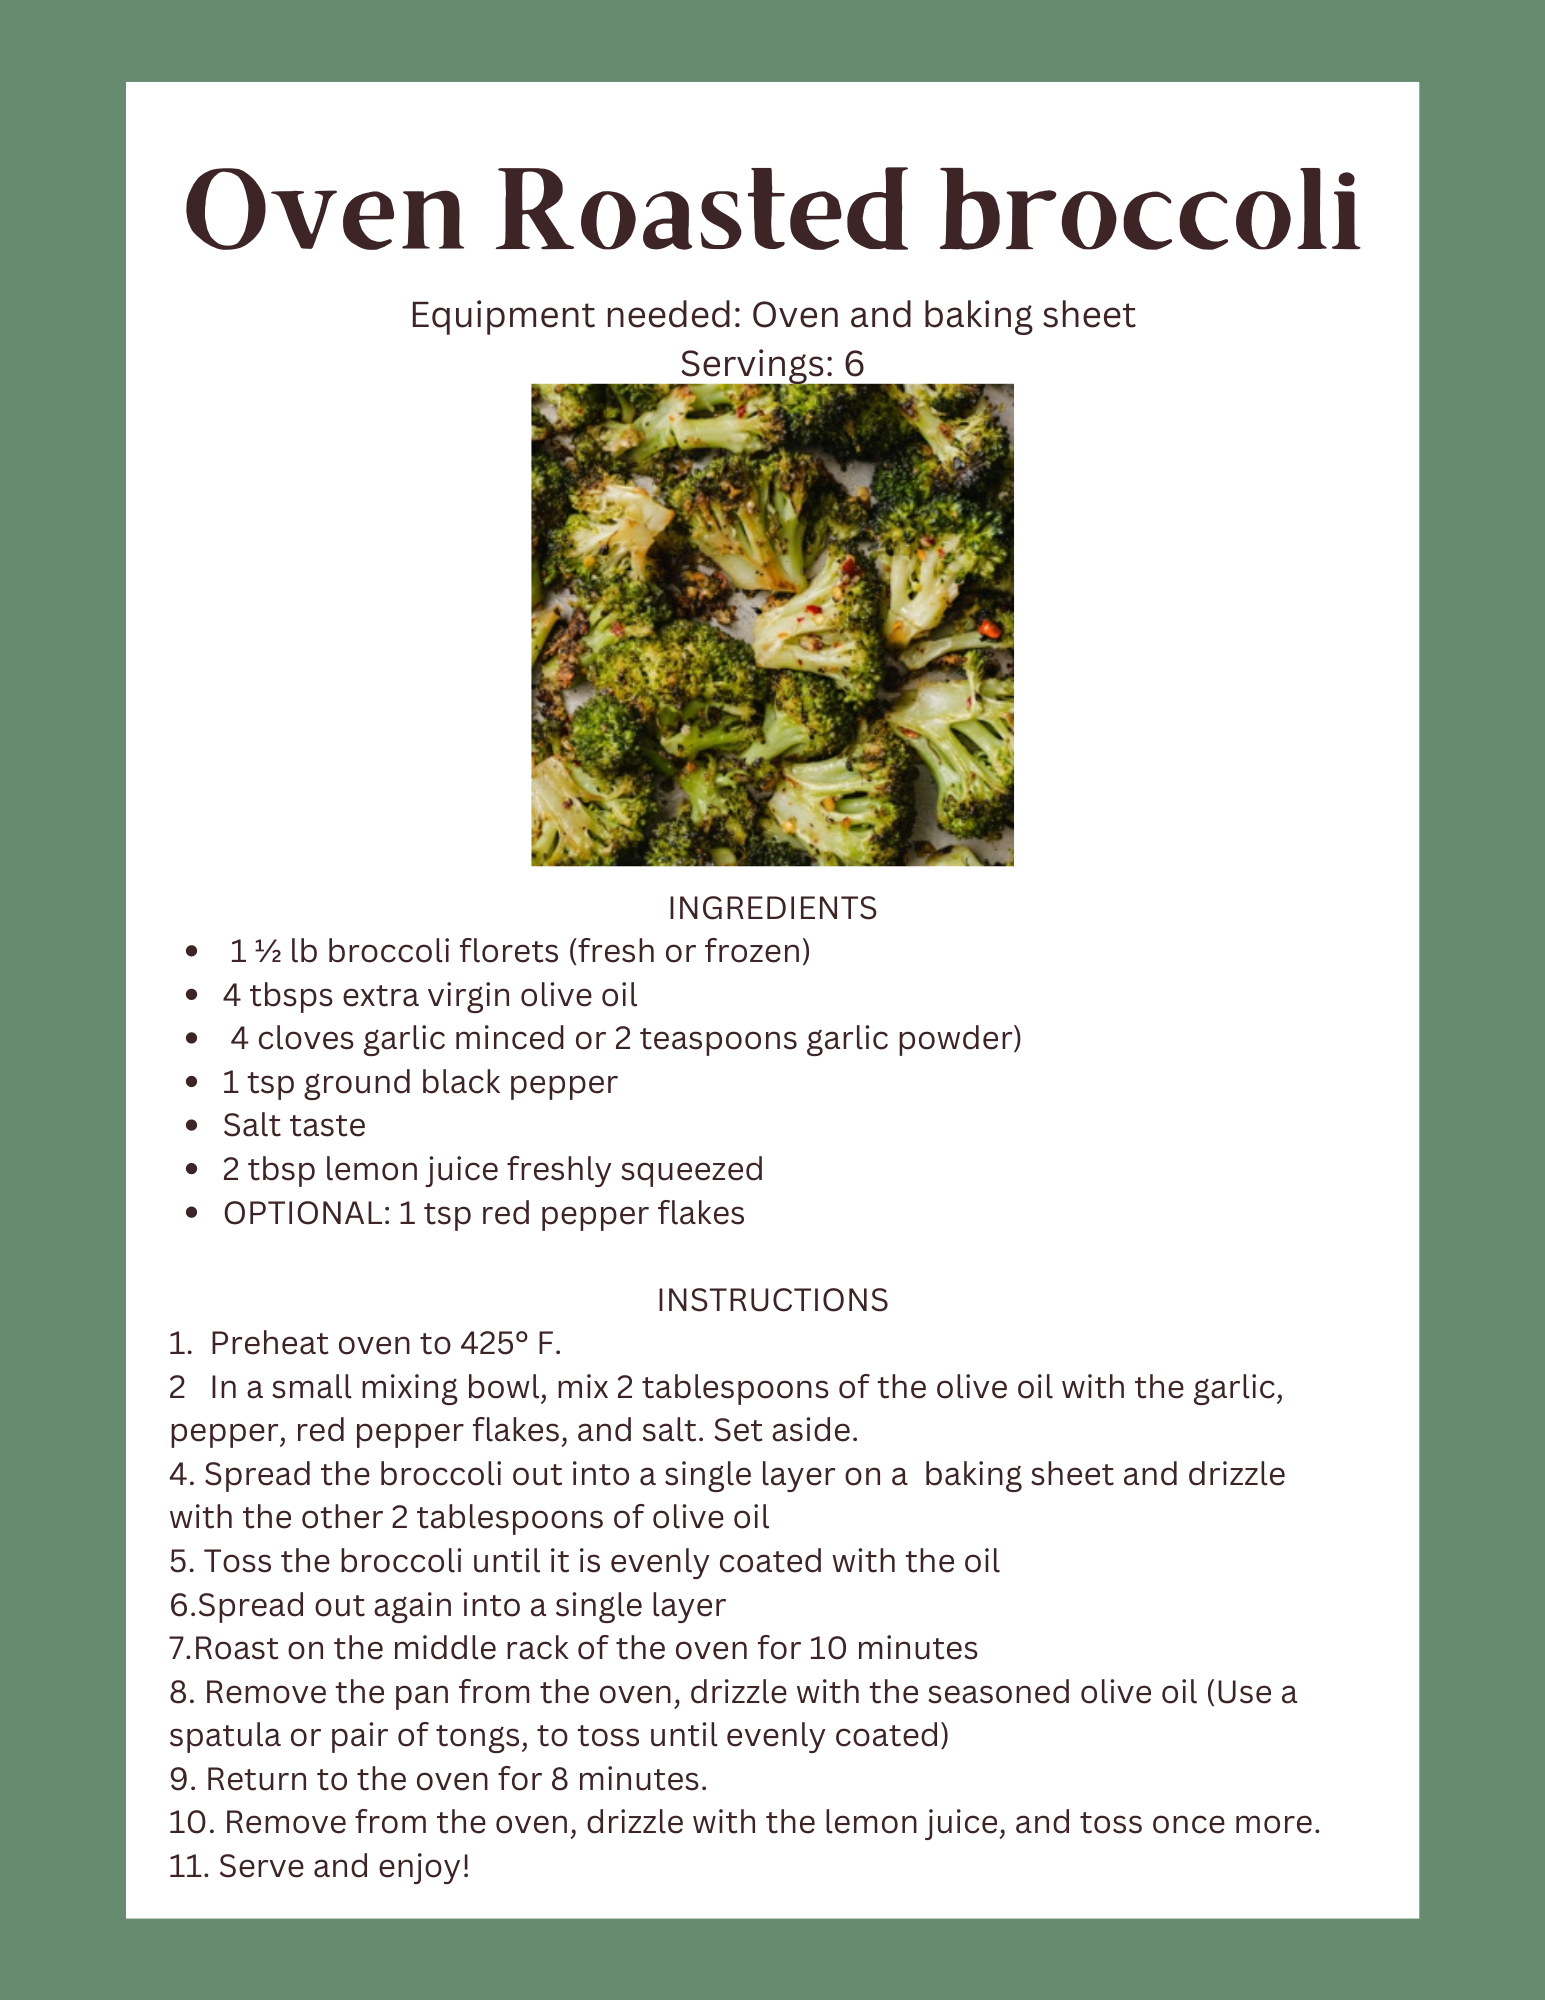 Oven Roasted broccoli
Equipment needed: Oven and baking sheet
Servings: 6
INGREDIENTS
• 1 ½ lb broccoli florets (fresh or frozen)
• 4 tbsps extra virgin olive oil
• 4 cloves garlic minced or 2 teaspoons garlic powder)
• 1 tsp ground black pepper
• Salt taste
• 2 tbsp lemon juice freshly squeezed
• OPTIONAL: 1 tsp red pepper flakes
INSTRUCTIONS
1. Preheat oven to 425° F.
2 In a small mixing bowl, mix 2 tablespoons of the olive oil with the garlic,
pepper, red pepper flakes, and salt. Set aside.
4. Spread the broccoli out into a single layer on a baking sheet and drizzle
with the other 2 tablespoons of olive oil
5. Toss the broccoli until it is evenly coated with the oil
6.Spread out again into a single layer
7.Roast on the middle rack of the oven for 10 minutes
8. Remove the pan from the oven, drizzle with the seasoned olive oil (Use a
spatula or pair of tongs, to toss until evenly coated)
9. Return to the oven for 8 minutes.
10. Remove from the oven, drizzle with the lemon juice, and toss once more.
11. Serve and enjoy!